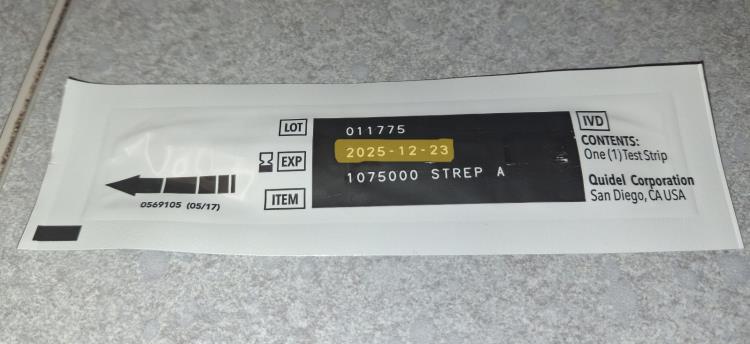 LOT
011775
EXP
2025-12-23
ITEM
1075000 STREP A
0569105 (05/17)
IVD
CONTENTS:
One (1) Test Strip
Quidel Corporation
San Diego, CA USA